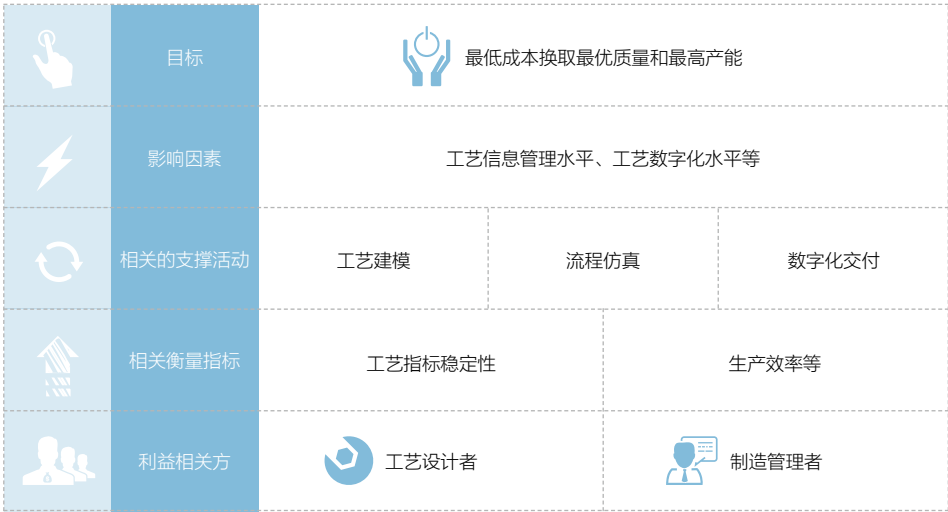 目标
最低成本换取最优质量和最高产能
影响因素
工艺信息管理水平、工艺数字化水平等
相关的支撑活动
工艺建模
流程仿真
数字化交付
相关衡量指标
工艺指标稳定性
生产效率等
利益相关方
工艺设计者
制造管理者